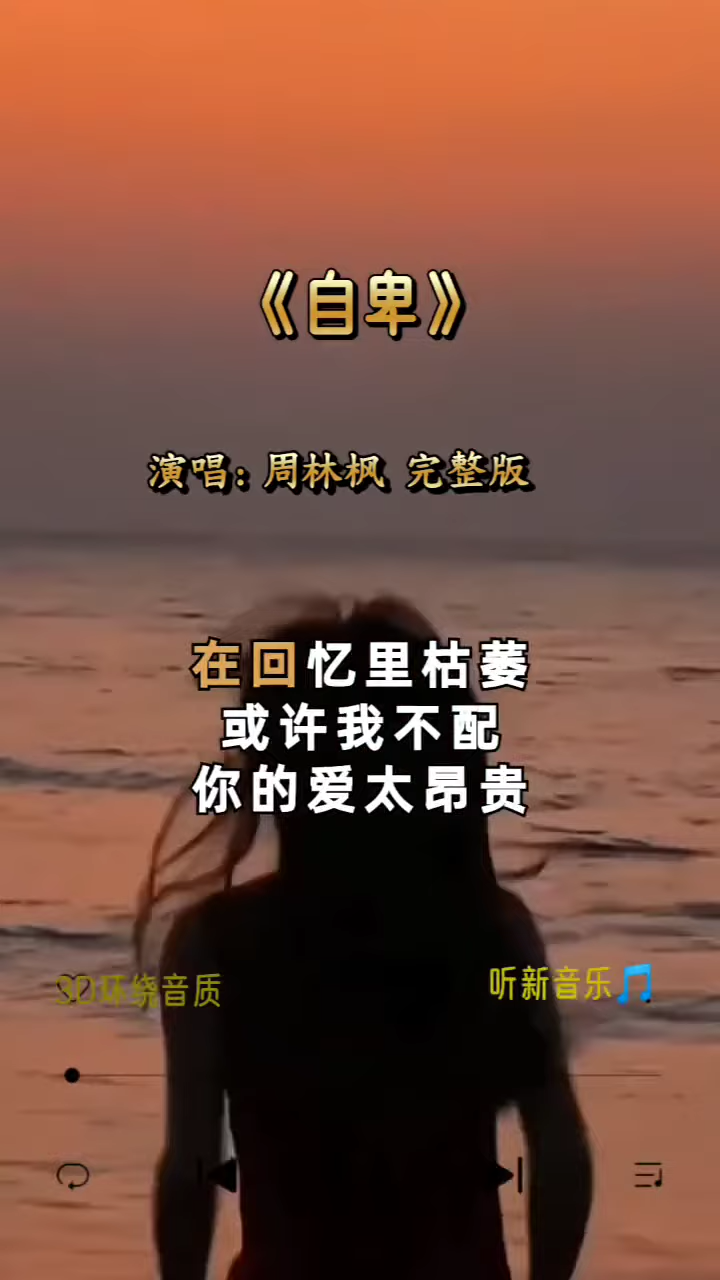 《自卑》
演唱:周林枫 完整版
在回忆里枯萎
或许我不配
你的爱太昂贵
3D环绕音质
听新音乐🎵